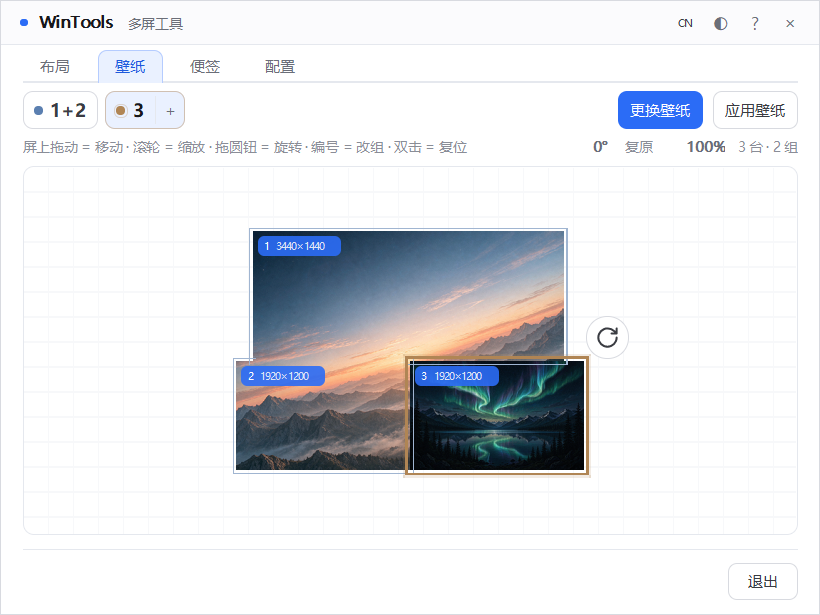 WinTools 多屏工具 CN ? ×
布局 壁纸 便签 配置
1+2 3 + 更换壁纸 应用壁纸
屏上拖动 = 移动 · 滚轮 = 缩放 · 拖圆钮 = 旋转 · 编号 = 改组 · 双击 = 复位 0° 复原 100% 3 台 · 2 组
1 3440×1440
2 1920×1200 3 1920×1200
退出